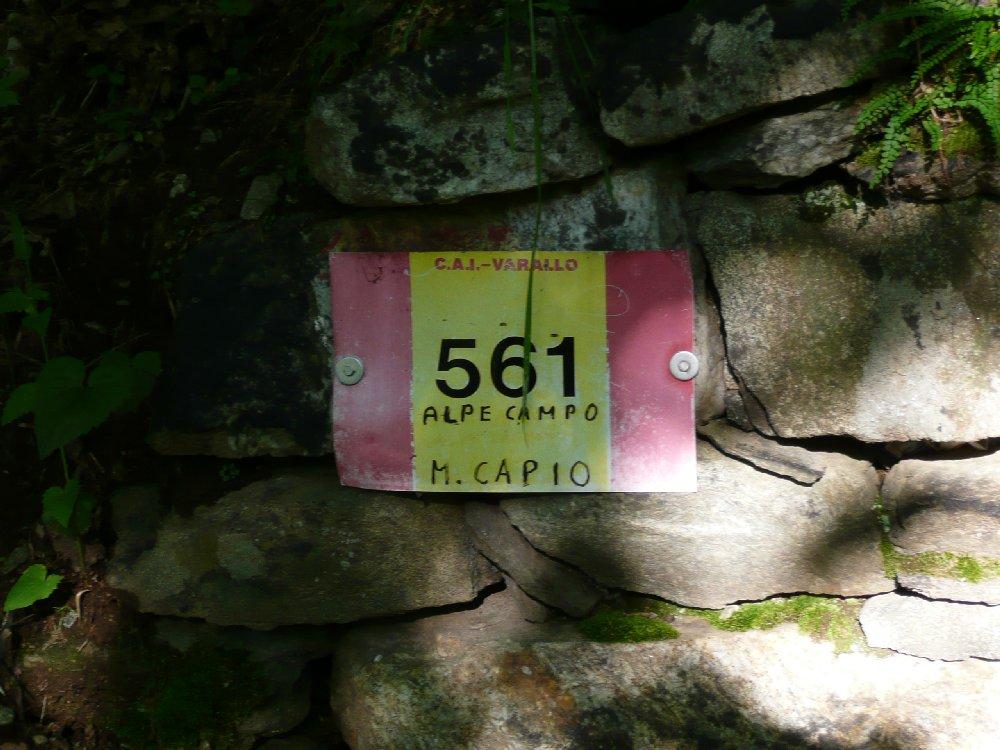 C.A.I.-VARALLO
561
ALPE CAMPO
M. CAPIO